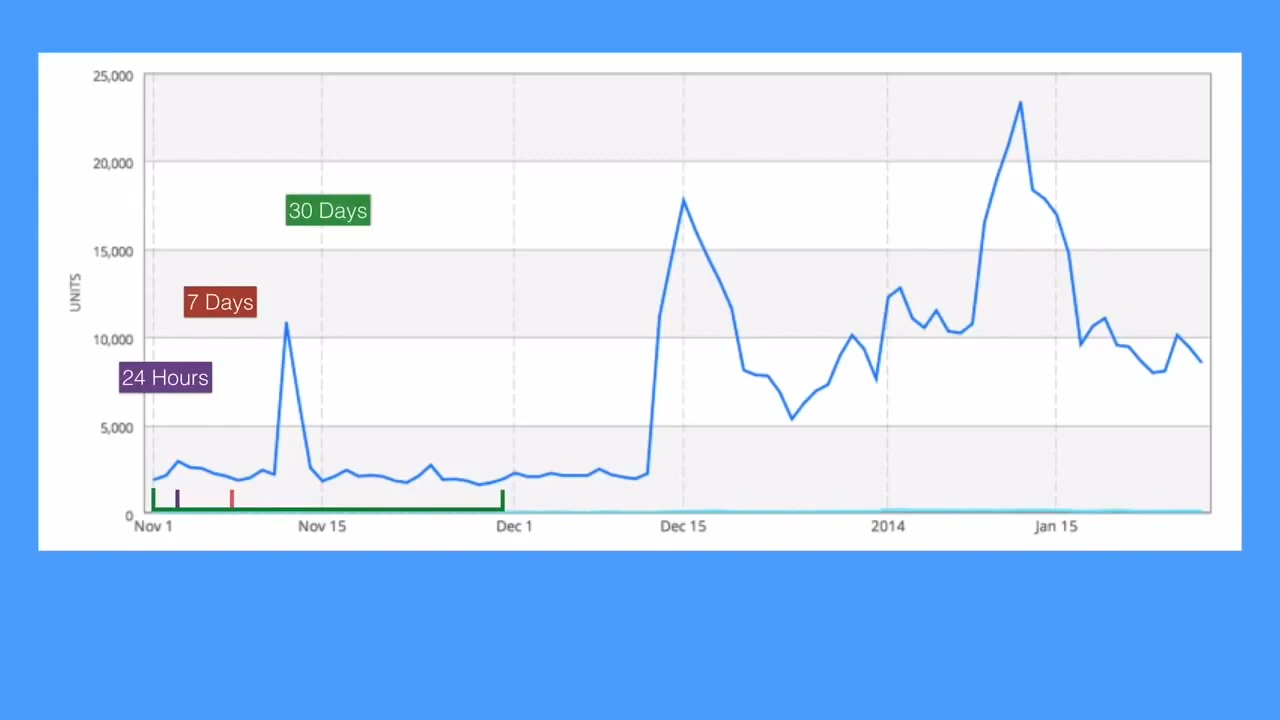 25,000
20,000
30 Days
15,000
UNITS
7 Days
10,000
24 Hours
5,000
0
Nov 1 Nov 15 Dec 1 Dec 15 2014 Jan 15